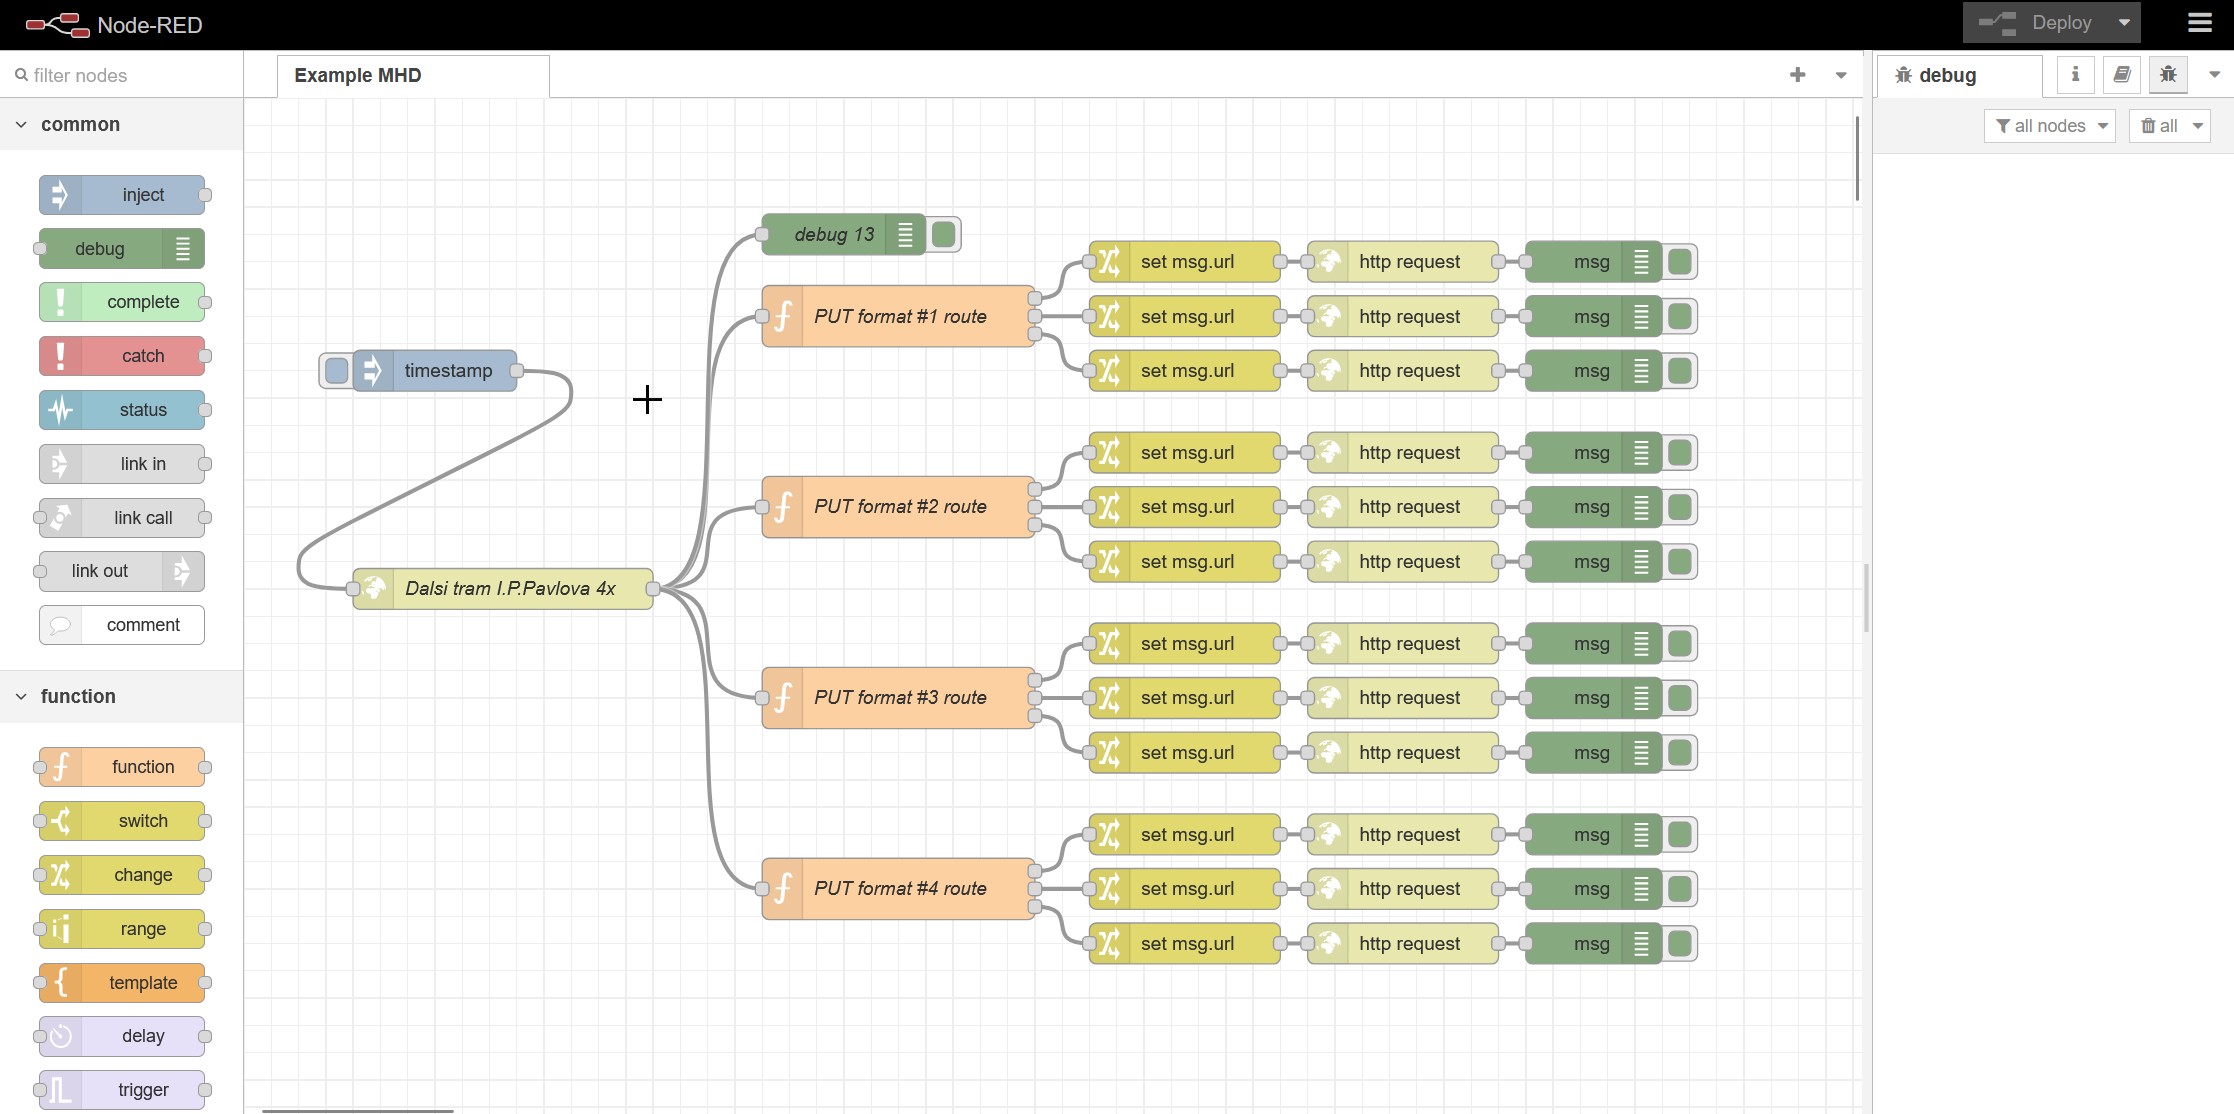 Node-RED
Deploy
filter nodes
Example MHD
debug
all nodes
all
common
inject
debug
complete
catch
status
link in
link call
link out
comment
function
function
switch
change
range
template
delay
trigger
timestamp
Dalsi tram I.P.Pavlova 4x
debug 13
PUT format #1 route
set msg.url http request msg
set msg.url http request msg
set msg.url http request msg
PUT format #2 route
set msg.url http request msg
set msg.url http request msg
set msg.url http request msg
PUT format #3 route
set msg.url http request msg
set msg.url http request msg
set msg.url http request msg
PUT format #4 route
set msg.url http request msg
set msg.url http request msg
set msg.url http request msg